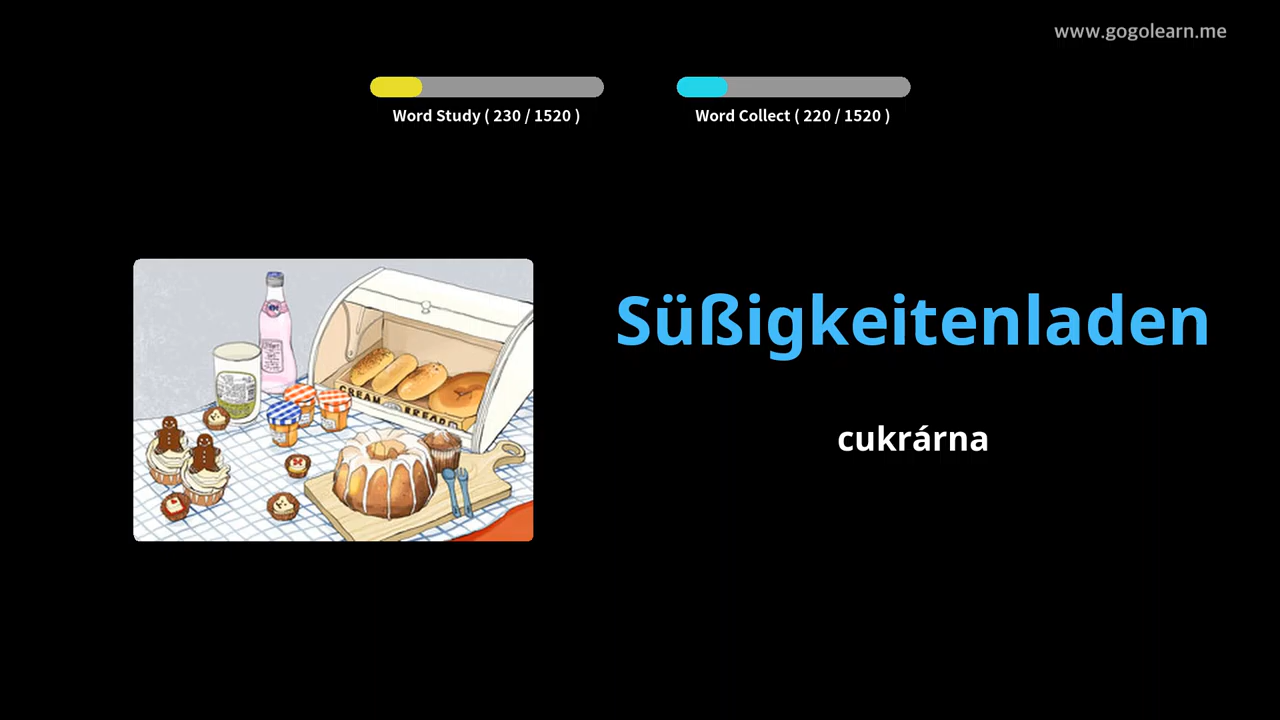 www.gogolearn.me
Word Study ( 230 / 1520 )
Word Collect ( 220 / 1520 )
Süßigkeitenladen
cukrárna
CREAM BREAD